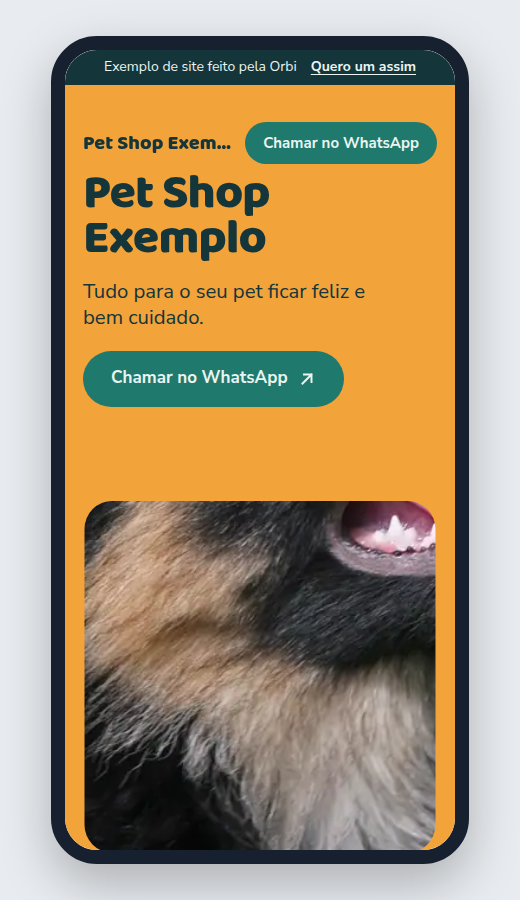 Exemplo de site feito pela Orbi Quero um assim
Pet Shop Exem...
Chamar no WhatsApp
Pet Shop
Exemplo
Tudo para o seu pet ficar feliz e
bem cuidado.
Chamar no WhatsApp